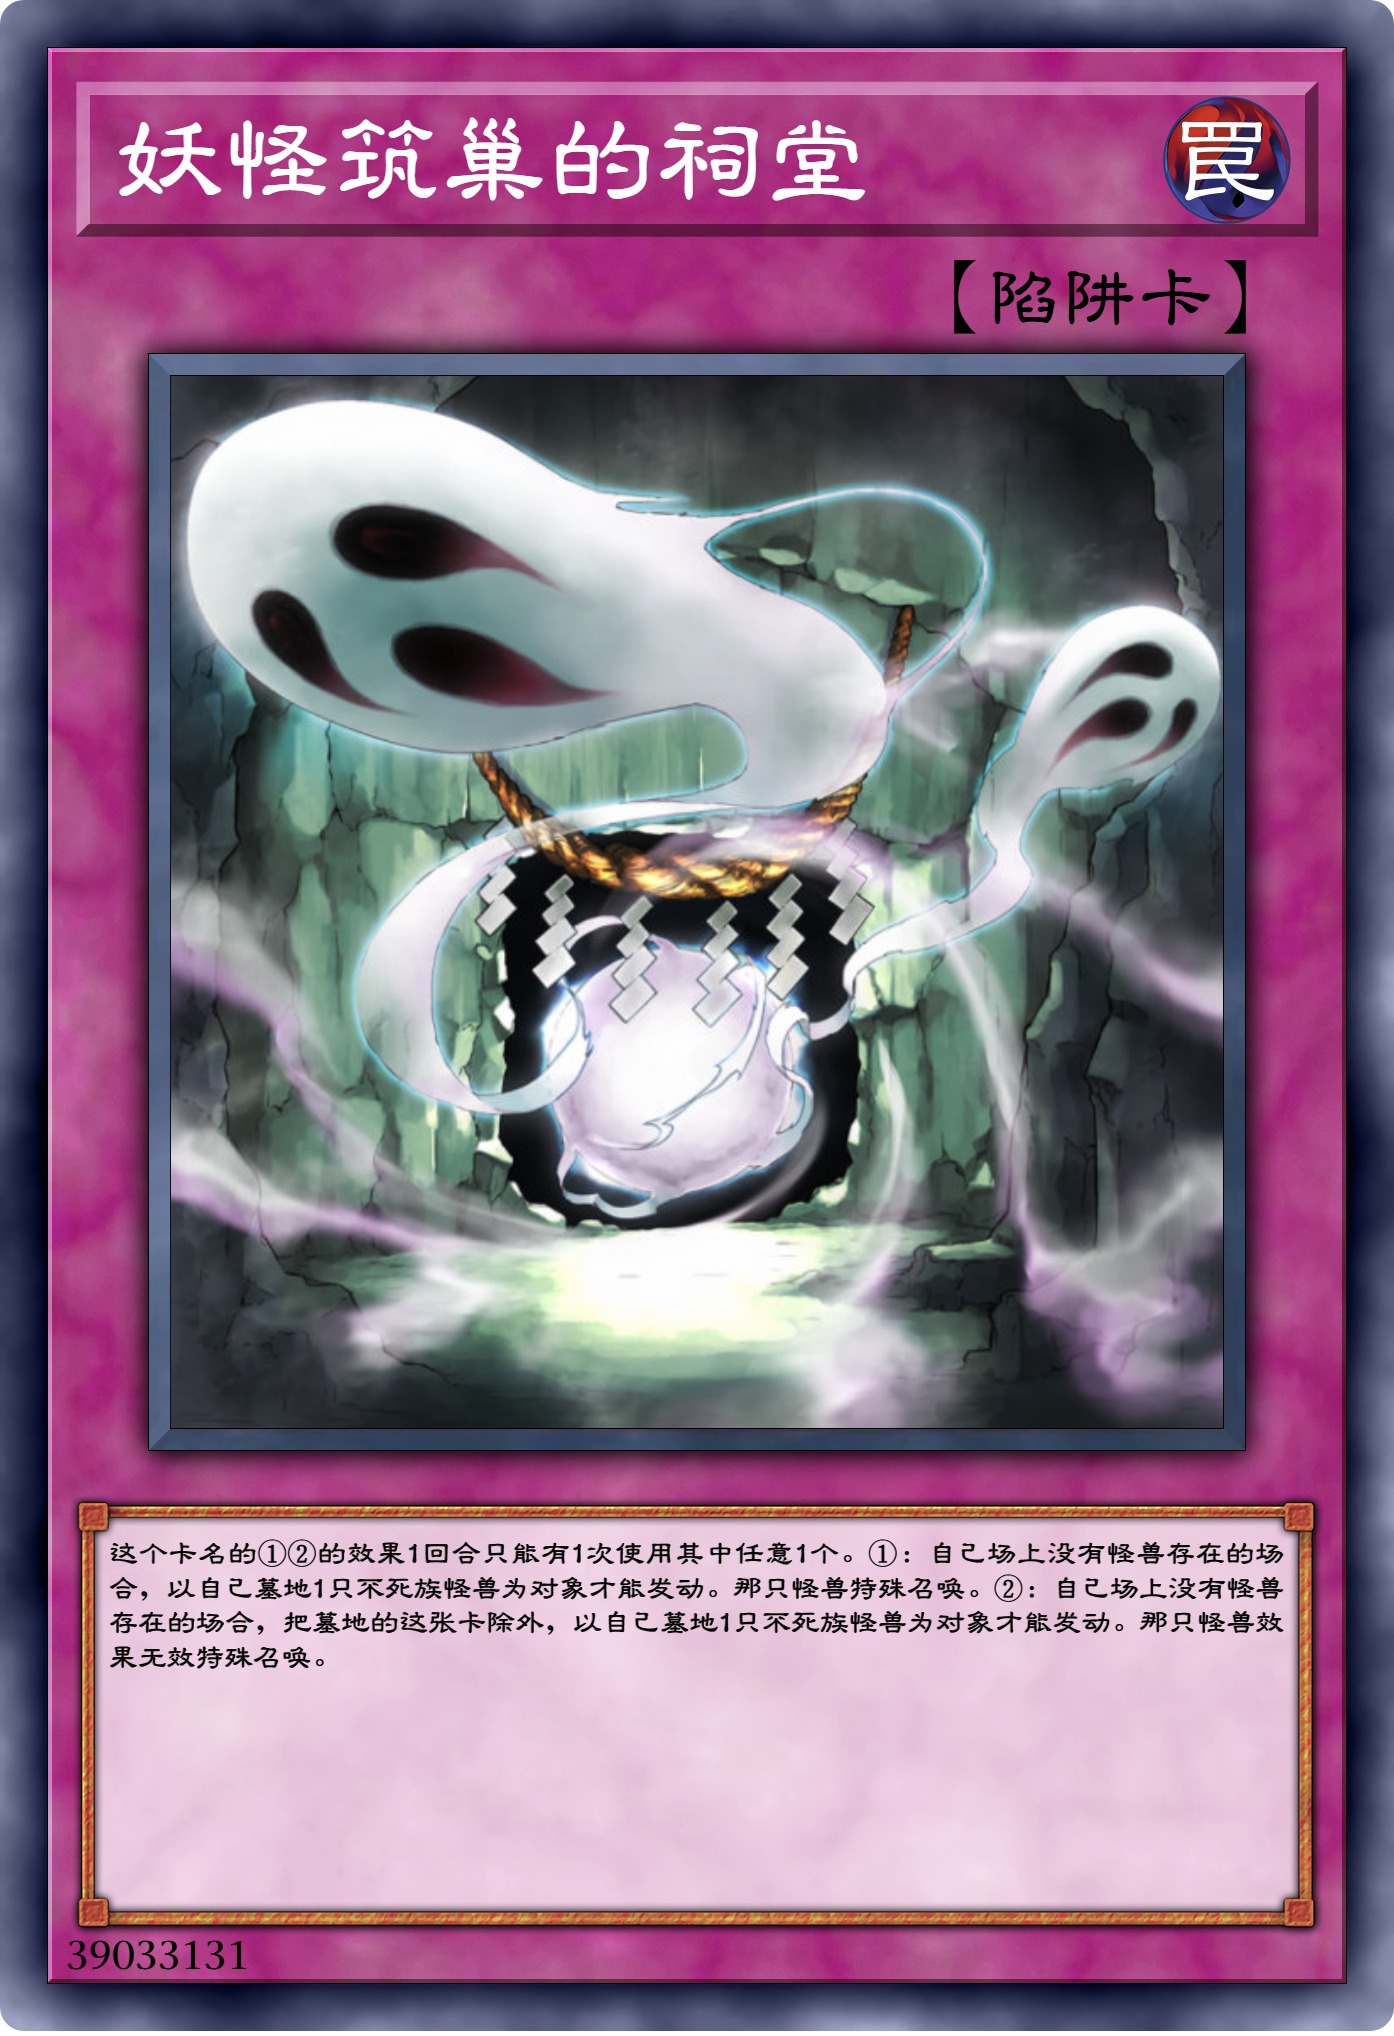 妖怪筑巢的祠堂
罠
【陷阱卡】
这个卡名的①②的效果1回合只能有1次使用其中任意1个。①：自己场上没有怪兽存在的场
合，以自己墓地1只不死族怪兽为对象才能发动。那只怪兽特殊召唤。②：自己场上没有怪兽
存在的场合，把墓地的这张卡除外，以自己墓地1只不死族怪兽为对象才能发动。那只怪兽效
果无效特殊召唤。
39033131